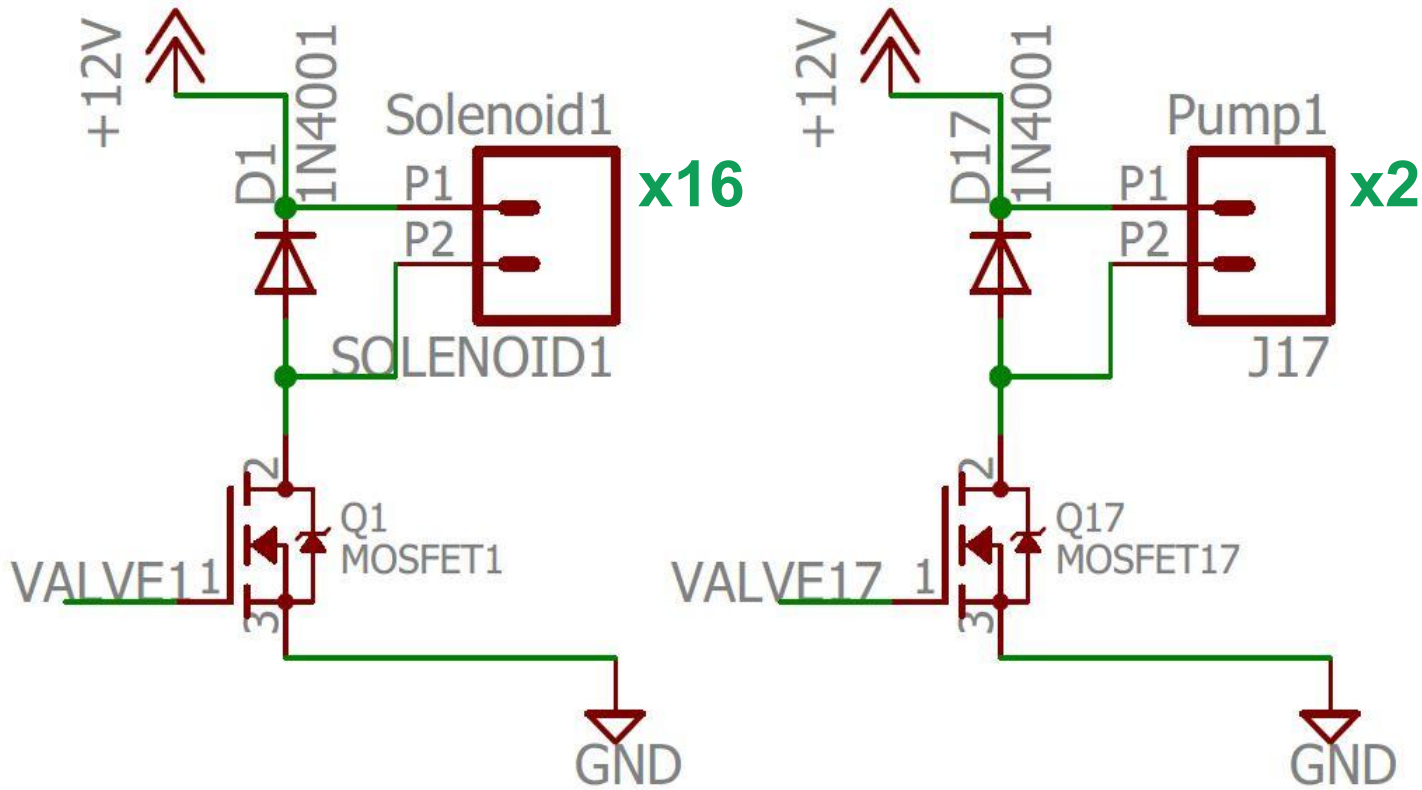 +12V
D1
1N4001
Solenoid1
P1
P2
x16
SOLENOID1
2
Q1
MOSFET1
VALVE1
1
3
GND
+12V
D17
1N4001
Pump1
P1
P2
x2
J17
2
Q17
MOSFET17
VALVE17
1
3
GND